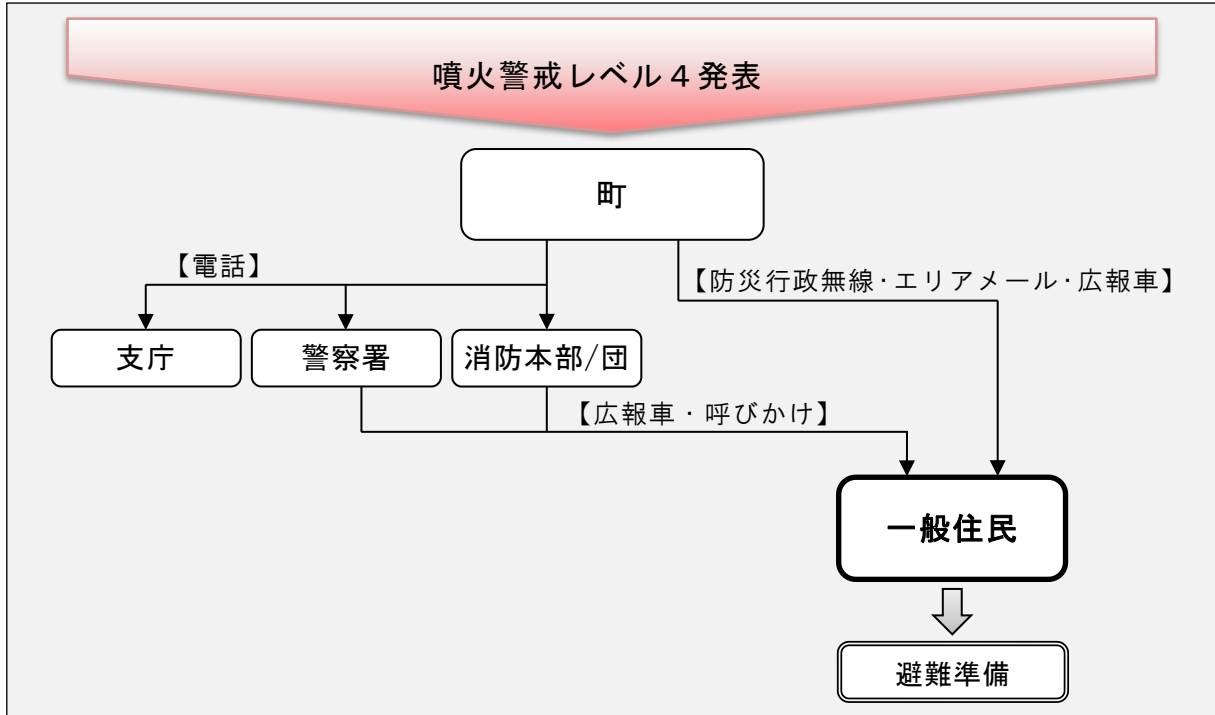 噴火警戒レベル４発表
町
【電話】
【防災行政無線･エリアメール･広報車】
支庁
警察署
消防本部/団
【広報車・呼びかけ】
一般住民
避難準備